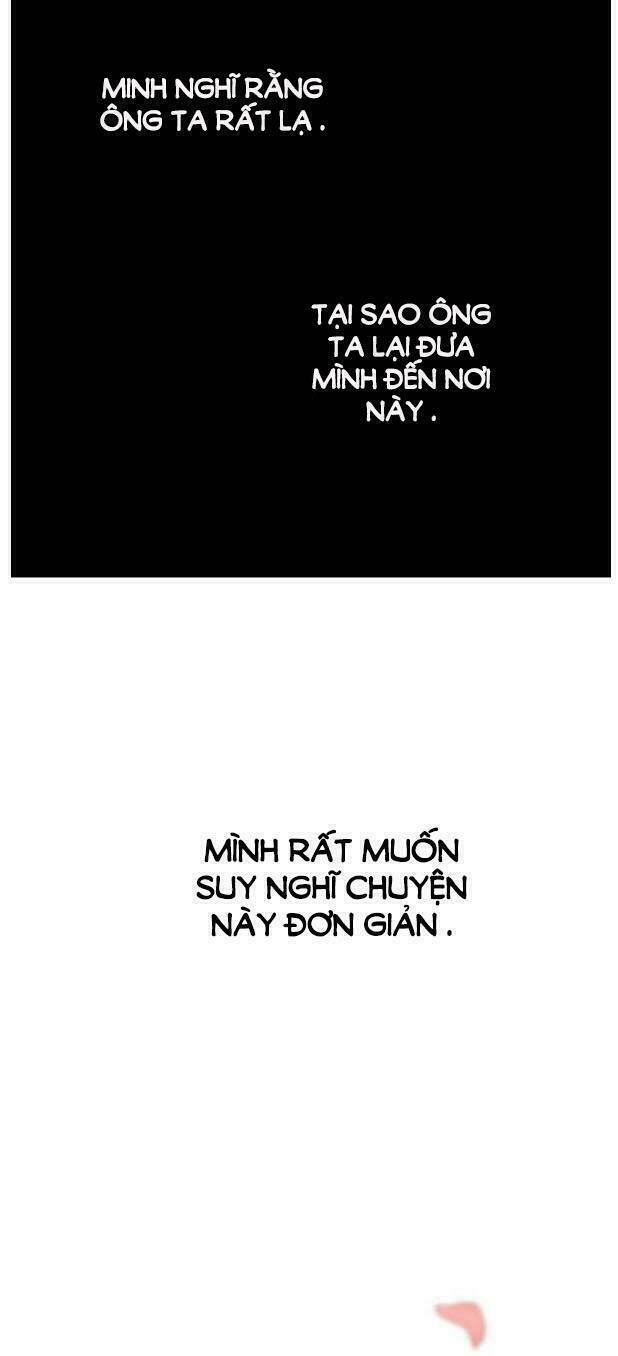 MINH NGHĨ RẰNG
ÔNG TA RẤT LẠ .
TẠI SAO ÔNG
TA LẠI ĐƯA
MÌNH ĐẾN NƠI
NÀY .
MÌNH RẤT MUỐN
SUY NGHĨ CHUYỆN
NÀY ĐƠN GIẢN .